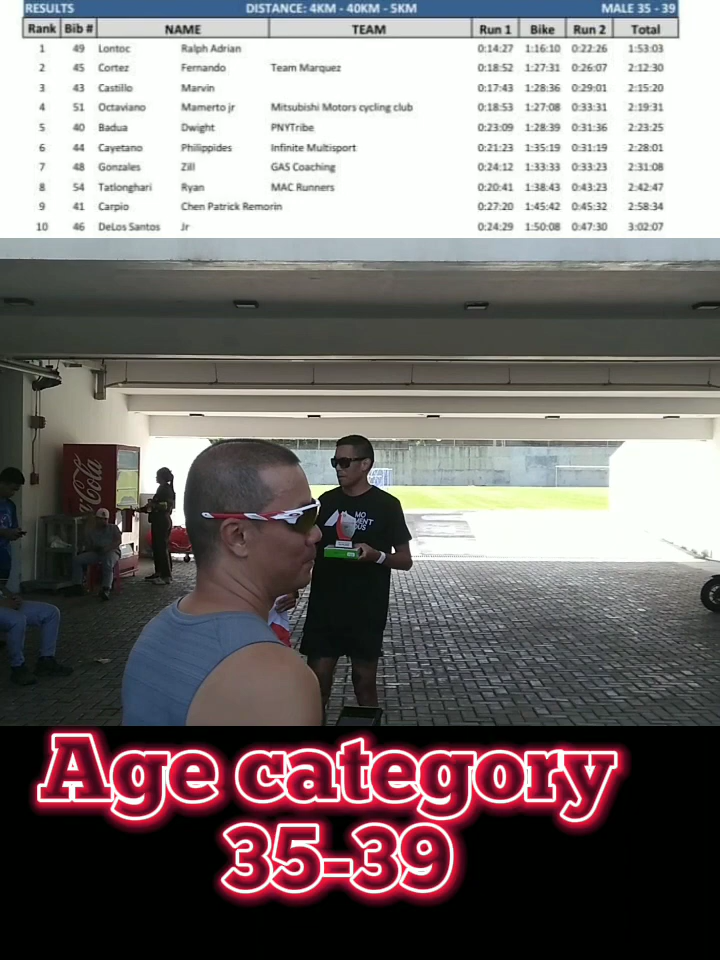 RESULTS DISTANCE: 4KM - 40KM - 5KM MALE 35 - 39
Rank Bib # NAME TEAM Run 1 Bike Run 2 Total
1 49 Lontoc Ralph Adrian 0:14:27 1:16:10 0:22:26 1:53:03
2 45 Cortez Fernando Team Marquez 0:18:52 1:27:31 0:26:07 2:12:30
3 43 Castillo Marvin 0:17:43 1:28:36 0:29:01 2:15:20
4 51 Octaviano Mamerto jr Mitsubishi Motors cycling club 0:18:53 1:27:08 0:33:31 2:19:31
5 40 Badua Dwight PNYTribe 0:23:09 1:28:39 0:31:36 2:23:25
6 44 Cayetano Philippides Infinite Multisport 0:21:23 1:35:19 0:31:19 2:28:01
7 48 Gonzales Zill GAS Coaching 0:24:12 1:33:33 0:33:23 2:31:08
8 54 Tatlonghari Ryan MAC Runners 0:20:41 1:38:43 0:43:23 2:42:47
9 41 Carpio Chen Patrick Remorin 0:27:20 1:45:42 0:45:32 2:58:34
10 46 DeLos Santos Jr 0:24:29 1:50:08 0:47:30 3:02:07
Coca-Cola
MO
MENT
OUS
Age category
35-39